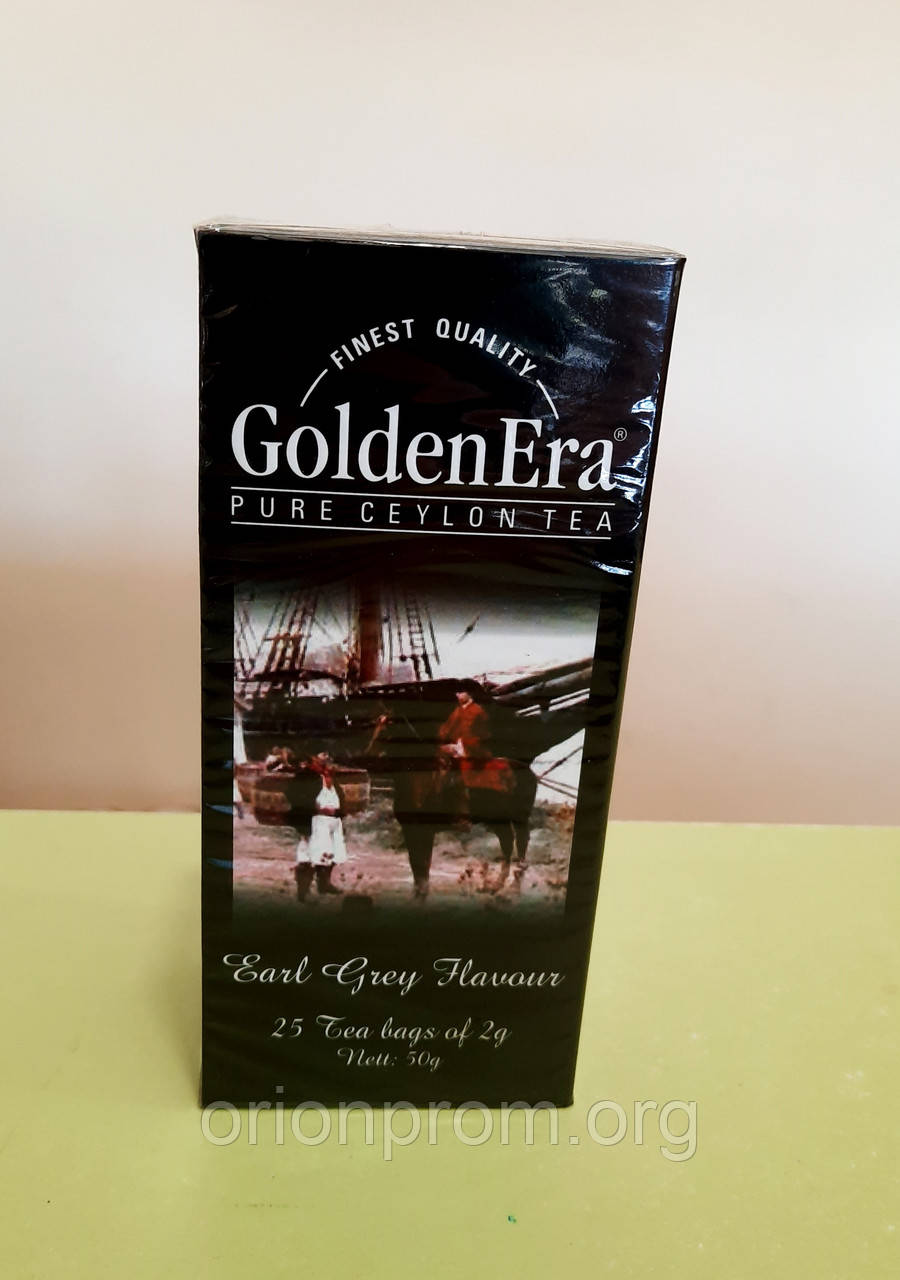 FINEST QUALITY
GoldenEra®
PURE CEYLON TEA
Earl Grey Flavour
25 Tea bags of 2g
Nett: 50g
orionprom.org